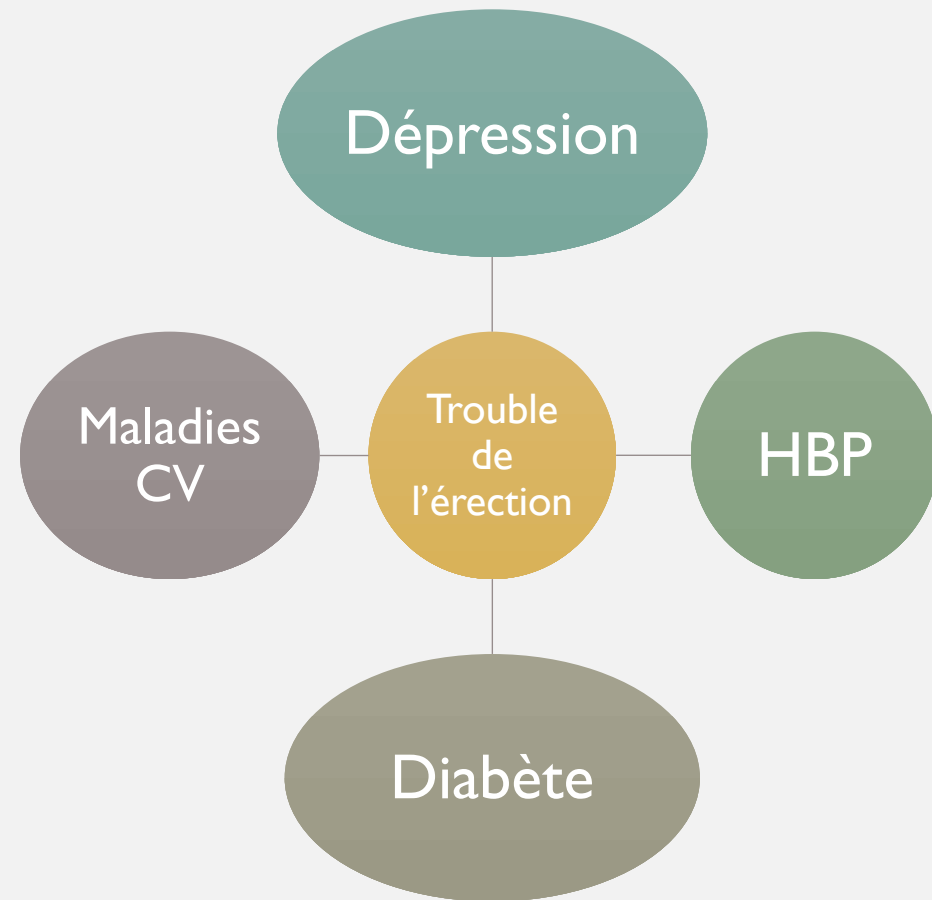 Dépression
Maladies
CV
Trouble
de
l’érection
HBP
Diabète